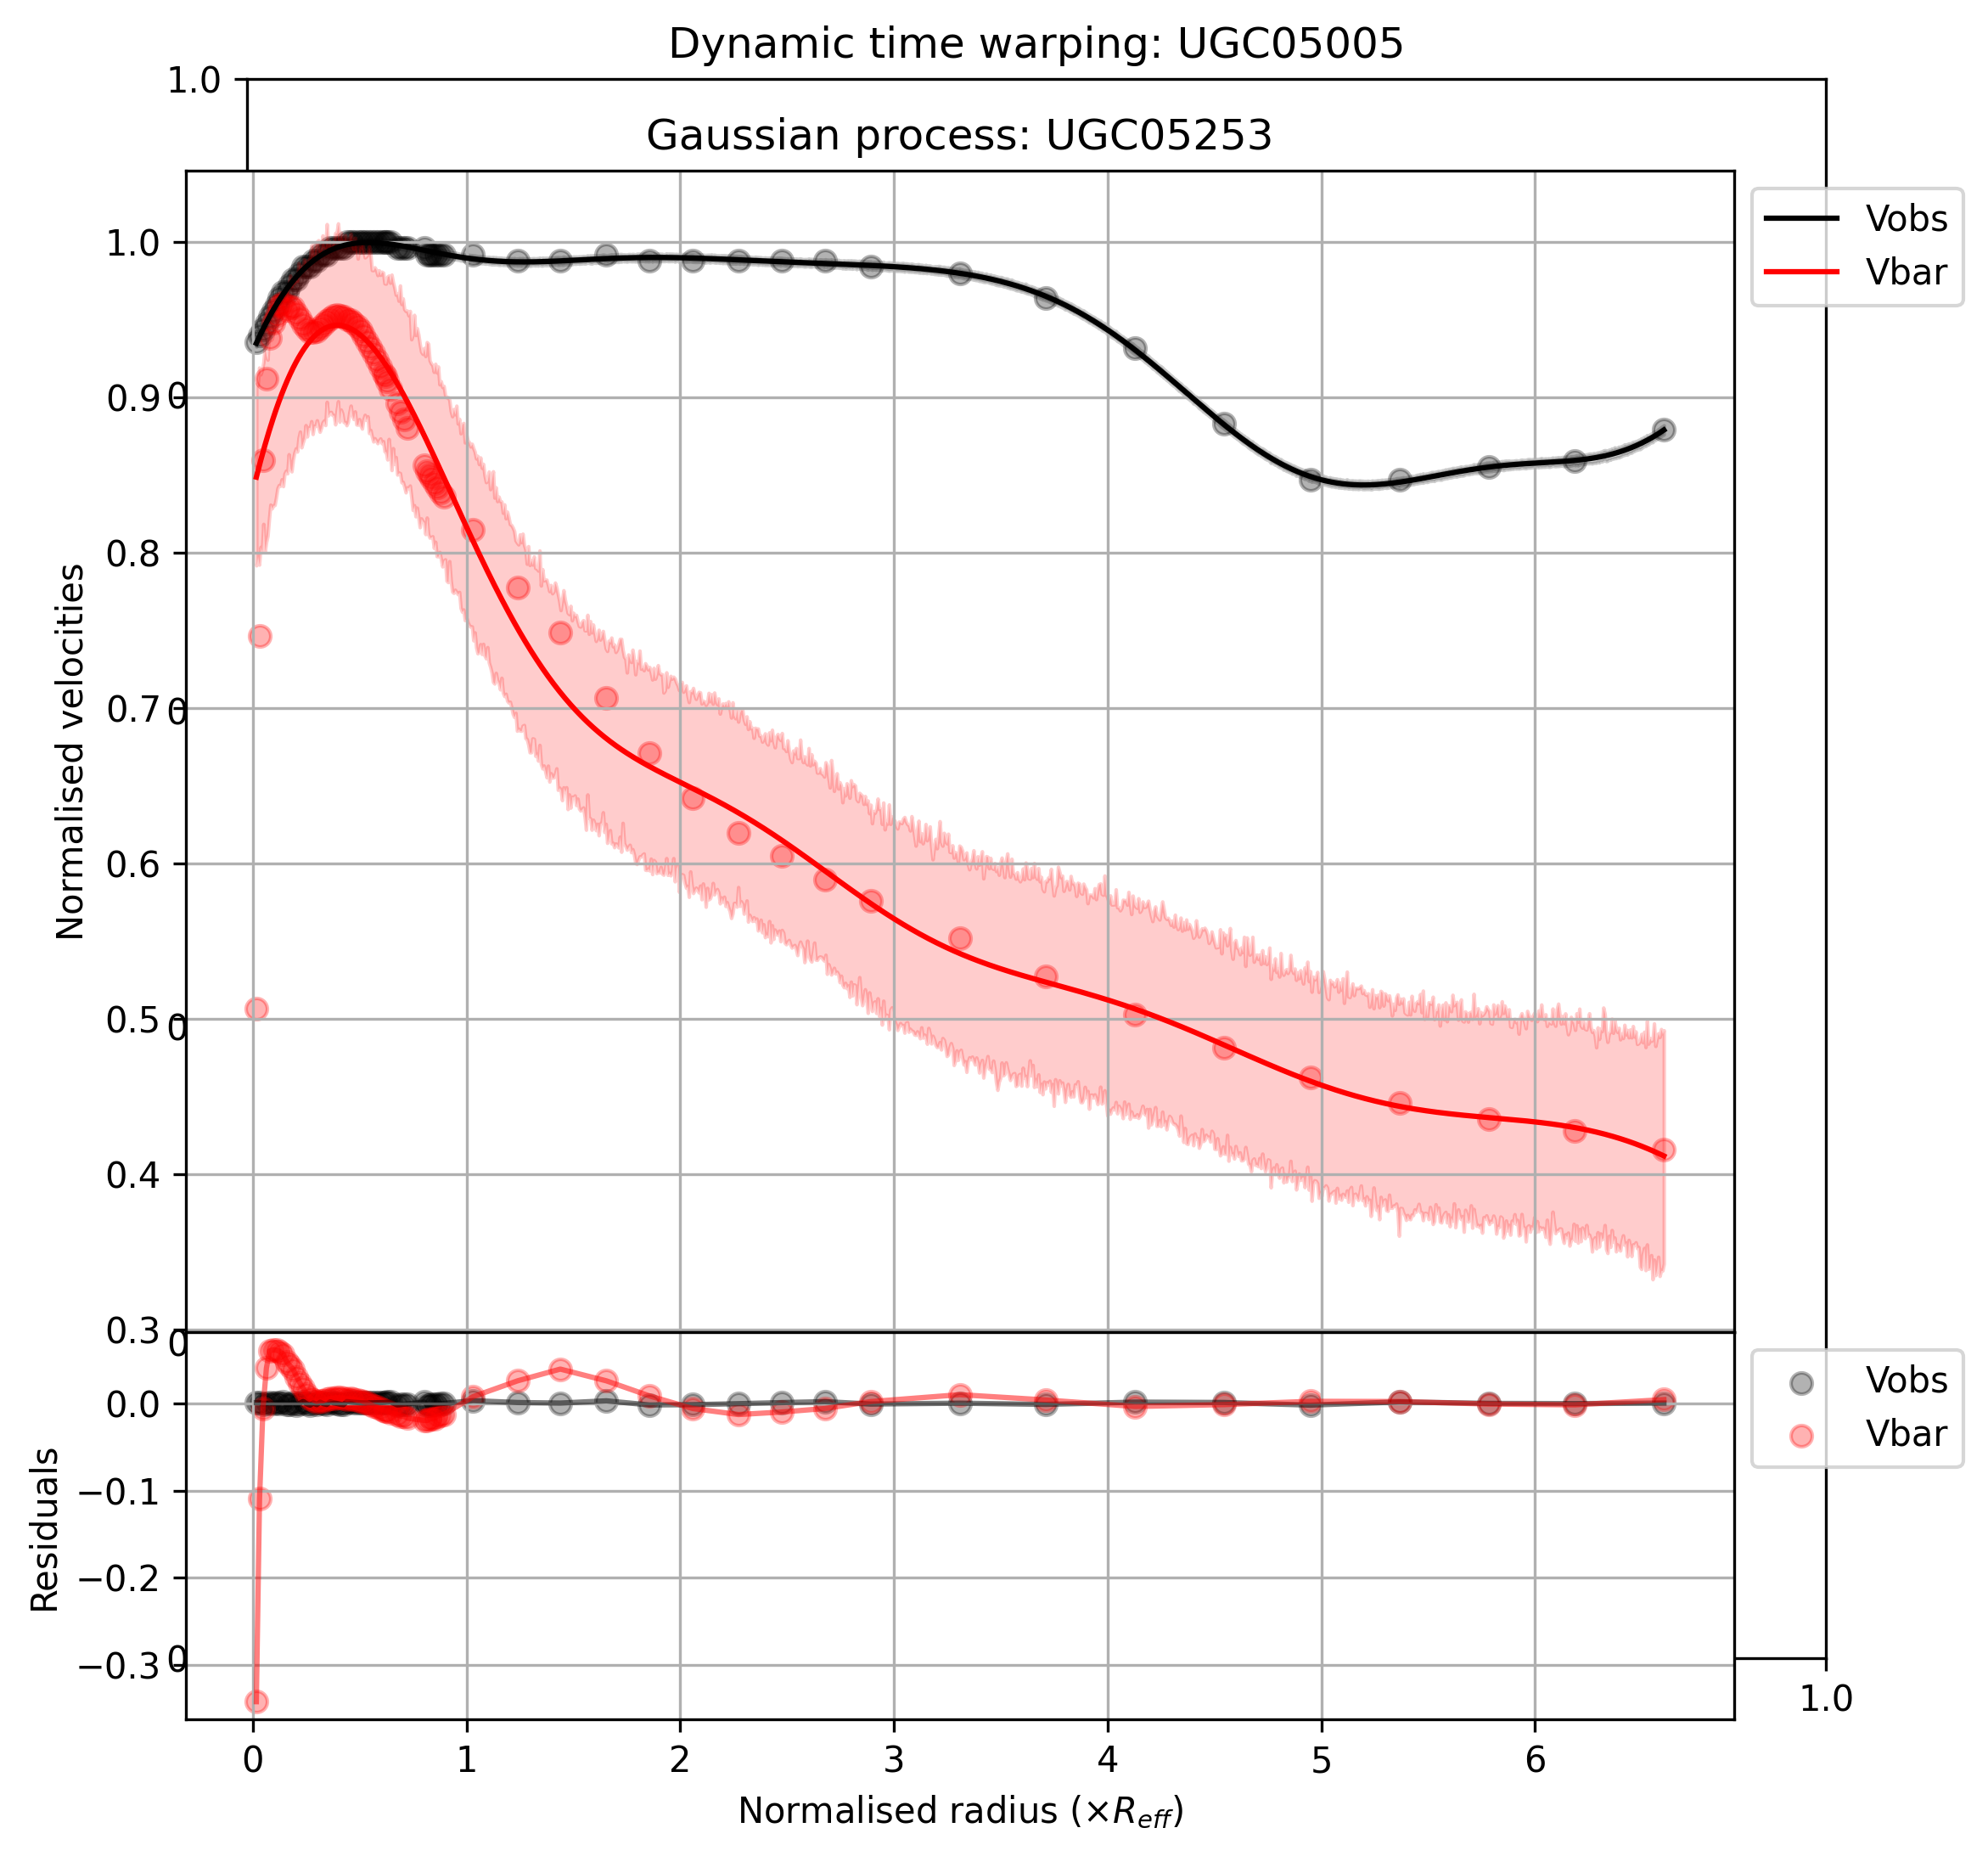 Dynamic time warping: UGC05005
1.0
Gaussian process: UGC05253
Vobs
Vbar
1.0
0.9
0
0.8
0.7
0
0.6
0.5
0
0.4
0.3
0
Normalised velocities
Vobs
Vbar
0.0
−0.1
−0.2
−0.3
0
Residuals
1.0
0 1 2 3 4 5 6
Normalised radius (×R_eff)